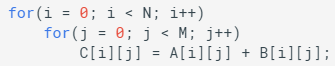 for(i = 0; i < N; i++)
    for(j = 0; j < M; j++)
        C[i][j] = A[i][j] + B[i][j];